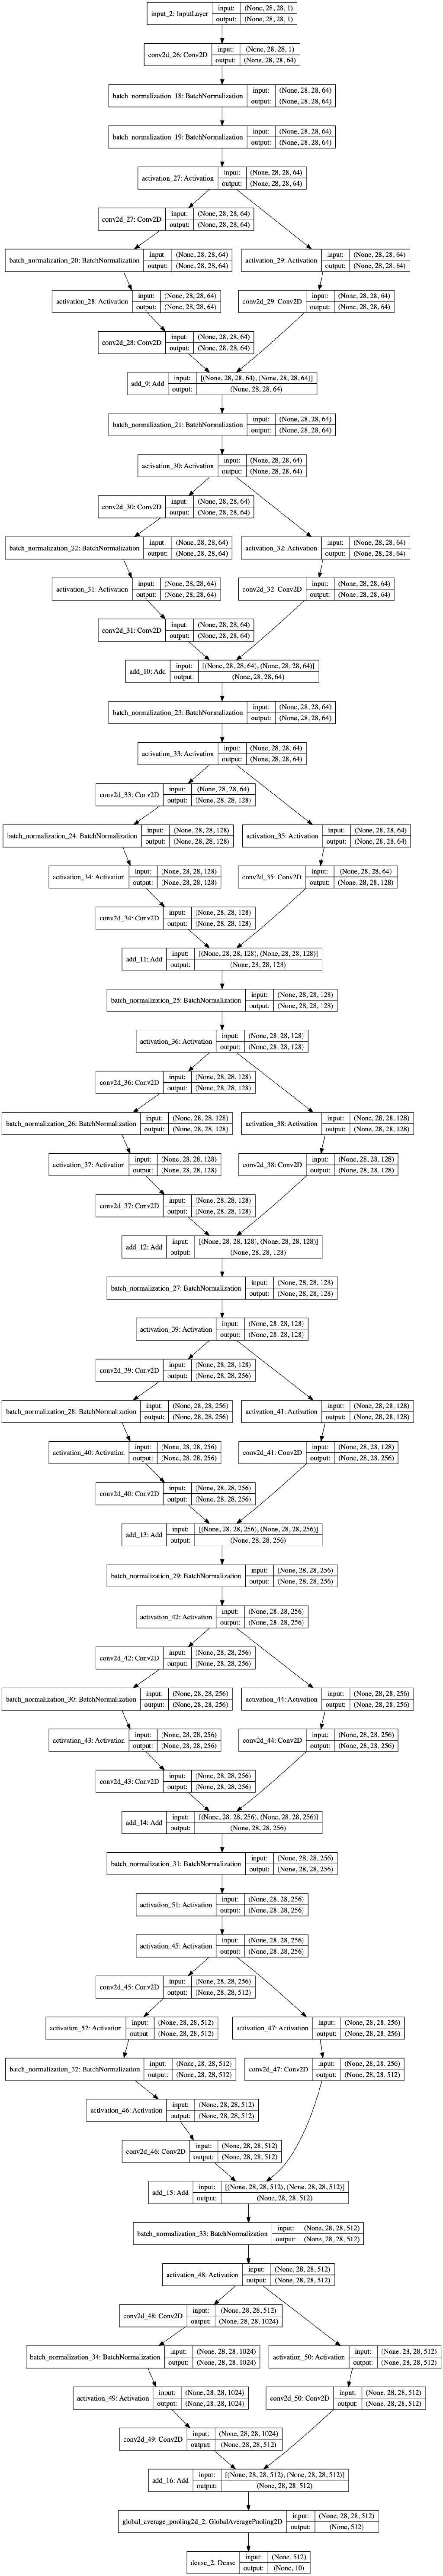 input_2: InputLayer input: (None, 28, 28, 1)
output: (None, 28, 28, 1)
conv2d_26: Conv2D input: (None, 28, 28, 1)
output: (None, 28, 28, 64)
batch_normalization_18: BatchNormalization input: (None, 28, 28, 64)
output: (None, 28, 28, 64)
batch_normalization_19: BatchNormalization input: (None, 28, 28, 64)
output: (None, 28, 28, 64)
activation_27: Activation input: (None, 28, 28, 64)
output: (None, 28, 28, 64)
conv2d_27: Conv2D input: (None, 28, 28, 64)
output: (None, 28, 28, 64)
batch_normalization_20: BatchNormalization input: (None, 28, 28, 64)
output: (None, 28, 28, 64)
activation_29: Activation input: (None, 28, 28, 64)
output: (None, 28, 28, 64)
activation_28: Activation input: (None, 28, 28, 64)
output: (None, 28, 28, 64)
conv2d_29: Conv2D input: (None, 28, 28, 64)
output: (None, 28, 28, 64)
conv2d_28: Conv2D input: (None, 28, 28, 64)
output: (None, 28, 28, 64)
add_9: Add input: [(None, 28, 28, 64), (None, 28, 28, 64)]
output: (None, 28, 28, 64)
batch_normalization_21: BatchNormalization input: (None, 28, 28, 64)
output: (None, 28, 28, 64)
activation_30: Activation input: (None, 28, 28, 64)
output: (None, 28, 28, 64)
conv2d_30: Conv2D input: (None, 28, 28, 64)
output: (None, 28, 28, 64)
batch_normalization_22: BatchNormalization input: (None, 28, 28, 64)
output: (None, 28, 28, 64)
activation_32: Activation input: (None, 28, 28, 64)
output: (None, 28, 28, 64)
activation_31: Activation input: (None, 28, 28, 64)
output: (None, 28, 28, 64)
conv2d_32: Conv2D input: (None, 28, 28, 64)
output: (None, 28, 28, 64)
conv2d_31: Conv2D input: (None, 28, 28, 64)
output: (None, 28, 28, 64)
add_10: Add input: [(None, 28, 28, 64), (None, 28, 28, 64)]
output: (None, 28, 28, 64)
batch_normalization_23: BatchNormalization input: (None, 28, 28, 64)
output: (None, 28, 28, 64)
activation_33: Activation input: (None, 28, 28, 64)
output: (None, 28, 28, 64)
conv2d_33: Conv2D input: (None, 28, 28, 64)
output: (None, 28, 28, 128)
batch_normalization_24: BatchNormalization input: (None, 28, 28, 128)
output: (None, 28, 28, 128)
activation_35: Activation input: (None, 28, 28, 64)
output: (None, 28, 28, 64)
activation_34: Activation input: (None, 28, 28, 128)
output: (None, 28, 28, 128)
conv2d_35: Conv2D input: (None, 28, 28, 64)
output: (None, 28, 28, 128)
conv2d_34: Conv2D input: (None, 28, 28, 128)
output: (None, 28, 28, 128)
add_11: Add input: [(None, 28, 28, 128), (None, 28, 28, 128)]
output: (None, 28, 28, 128)
batch_normalization_25: BatchNormalization input: (None, 28, 28, 128)
output: (None, 28, 28, 128)
activation_36: Activation input: (None, 28, 28, 128)
output: (None, 28, 28, 128)
conv2d_36: Conv2D input: (None, 28, 28, 128)
output: (None, 28, 28, 128)
batch_normalization_26: BatchNormalization input: (None, 28, 28, 128)
output: (None, 28, 28, 128)
activation_38: Activation input: (None, 28, 28, 128)
output: (None, 28, 28, 128)
activation_37: Activation input: (None, 28, 28, 128)
output: (None, 28, 28, 128)
conv2d_38: Conv2D input: (None, 28, 28, 128)
output: (None, 28, 28, 128)
conv2d_37: Conv2D input: (None, 28, 28, 128)
output: (None, 28, 28, 128)
add_12: Add input: [(None, 28, 28, 128), (None, 28, 28, 128)]
output: (None, 28, 28, 128)
batch_normalization_27: BatchNormalization input: (None, 28, 28, 128)
output: (None, 28, 28, 128)
activation_39: Activation input: (None, 28, 28, 128)
output: (None, 28, 28, 128)
conv2d_39: Conv2D input: (None, 28, 28, 128)
output: (None, 28, 28, 256)
batch_normalization_28: BatchNormalization input: (None, 28, 28, 256)
output: (None, 28, 28, 256)
activation_41: Activation input: (None, 28, 28, 128)
output: (None, 28, 28, 128)
activation_40: Activation input: (None, 28, 28, 256)
output: (None, 28, 28, 256)
conv2d_41: Conv2D input: (None, 28, 28, 128)
output: (None, 28, 28, 256)
conv2d_40: Conv2D input: (None, 28, 28, 256)
output: (None, 28, 28, 256)
add_13: Add input: [(None, 28, 28, 256), (None, 28, 28, 256)]
output: (None, 28, 28, 256)
batch_normalization_29: BatchNormalization input: (None, 28, 28, 256)
output: (None, 28, 28, 256)
activation_42: Activation input: (None, 28, 28, 256)
output: (None, 28, 28, 256)
conv2d_42: Conv2D input: (None, 28, 28, 256)
output: (None, 28, 28, 256)
batch_normalization_30: BatchNormalization input: (None, 28, 28, 256)
output: (None, 28, 28, 256)
activation_44: Activation input: (None, 28, 28, 256)
output: (None, 28, 28, 256)
activation_43: Activation input: (None, 28, 28, 256)
output: (None, 28, 28, 256)
conv2d_44: Conv2D input: (None, 28, 28, 256)
output: (None, 28, 28, 256)
conv2d_43: Conv2D input: (None, 28, 28, 256)
output: (None, 28, 28, 256)
add_14: Add input: [(None, 28, 28, 256), (None, 28, 28, 256)]
output: (None, 28, 28, 256)
batch_normalization_31: BatchNormalization input: (None, 28, 28, 256)
output: (None, 28, 28, 256)
activation_51: Activation input: (None, 28, 28, 256)
output: (None, 28, 28, 256)
activation_45: Activation input: (None, 28, 28, 256)
output: (None, 28, 28, 256)
conv2d_45: Conv2D input: (None, 28, 28, 256)
output: (None, 28, 28, 512)
activation_52: Activation input: (None, 28, 28, 512)
output: (None, 28, 28, 512)
activation_47: Activation input: (None, 28, 28, 256)
output: (None, 28, 28, 256)
batch_normalization_32: BatchNormalization input: (None, 28, 28, 512)
output: (None, 28, 28, 512)
conv2d_47: Conv2D input: (None, 28, 28, 256)
output: (None, 28, 28, 512)
activation_46: Activation input: (None, 28, 28, 512)
output: (None, 28, 28, 512)
conv2d_46: Conv2D input: (None, 28, 28, 512)
output: (None, 28, 28, 512)
add_15: Add input: [(None, 28, 28, 512), (None, 28, 28, 512)]
output: (None, 28, 28, 512)
batch_normalization_33: BatchNormalization input: (None, 28, 28, 512)
output: (None, 28, 28, 512)
activation_48: Activation input: (None, 28, 28, 512)
output: (None, 28, 28, 512)
conv2d_48: Conv2D input: (None, 28, 28, 512)
output: (None, 28, 28, 1024)
batch_normalization_34: BatchNormalization input: (None, 28, 28, 1024)
output: (None, 28, 28, 1024)
activation_50: Activation input: (None, 28, 28, 512)
output: (None, 28, 28, 512)
activation_49: Activation input: (None, 28, 28, 1024)
output: (None, 28, 28, 1024)
conv2d_50: Conv2D input: (None, 28, 28, 512)
output: (None, 28, 28, 512)
conv2d_49: Conv2D input: (None, 28, 28, 1024)
output: (None, 28, 28, 512)
add_16: Add input: [(None, 28, 28, 512), (None, 28, 28, 512)]
output: (None, 28, 28, 512)
global_average_pooling2d_2: GlobalAveragePooling2D input: (None, 28, 28, 512)
output: (None, 512)
dense_2: Dense input: (None, 512)
output: (None, 10)